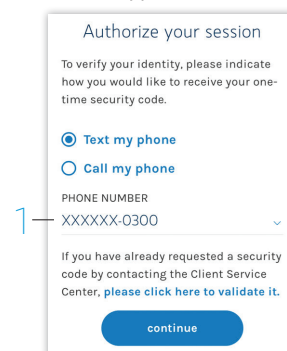 Authorize your session
To verify your identity, please indicate
how you would like to receive your one-
time security code.
Text my phone
Call my phone
PHONE NUMBER
1
XXXXXX-0300
If you have already requested a security
code by contacting the Client Service
Center, please click here to validate it.
continue